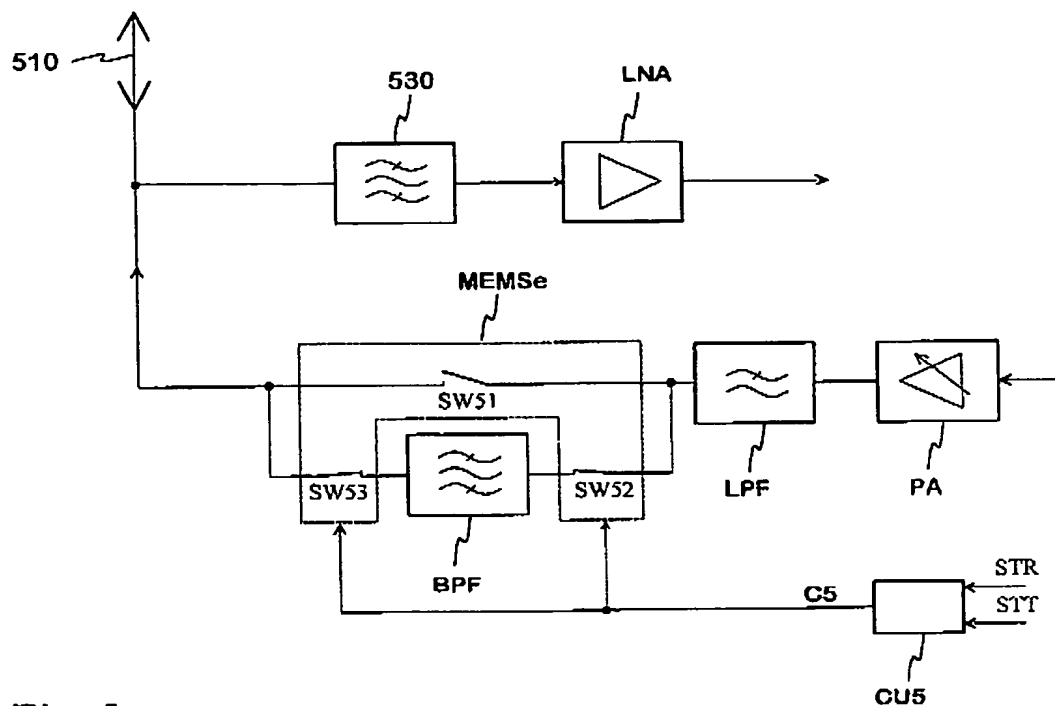 510
530
LNA
MEMSe
SW51
SW53
SW52
BPF
LPF
PA
C5
STR
STT
CU5